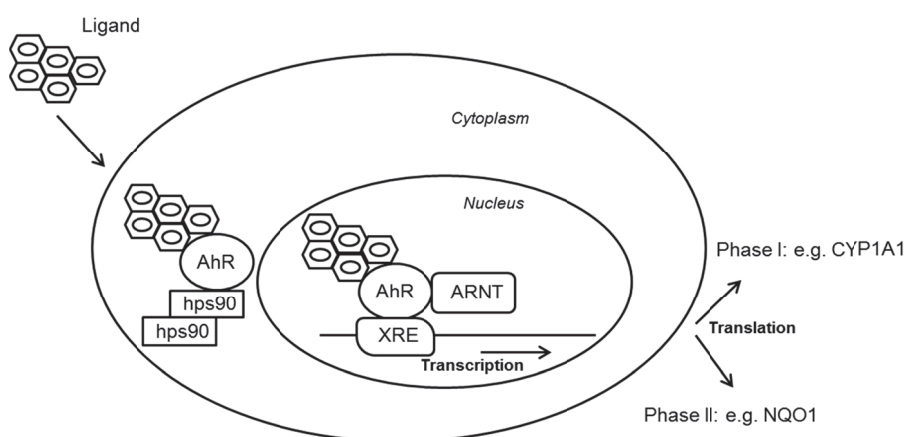 Ligand
Cytoplasm
Nucleus
AhR
hps90
hps90
AhR
ARNT
XRE
Transcription
Phase I: e.g. CYP1A1
Translation
Phase II: e.g. NQO1